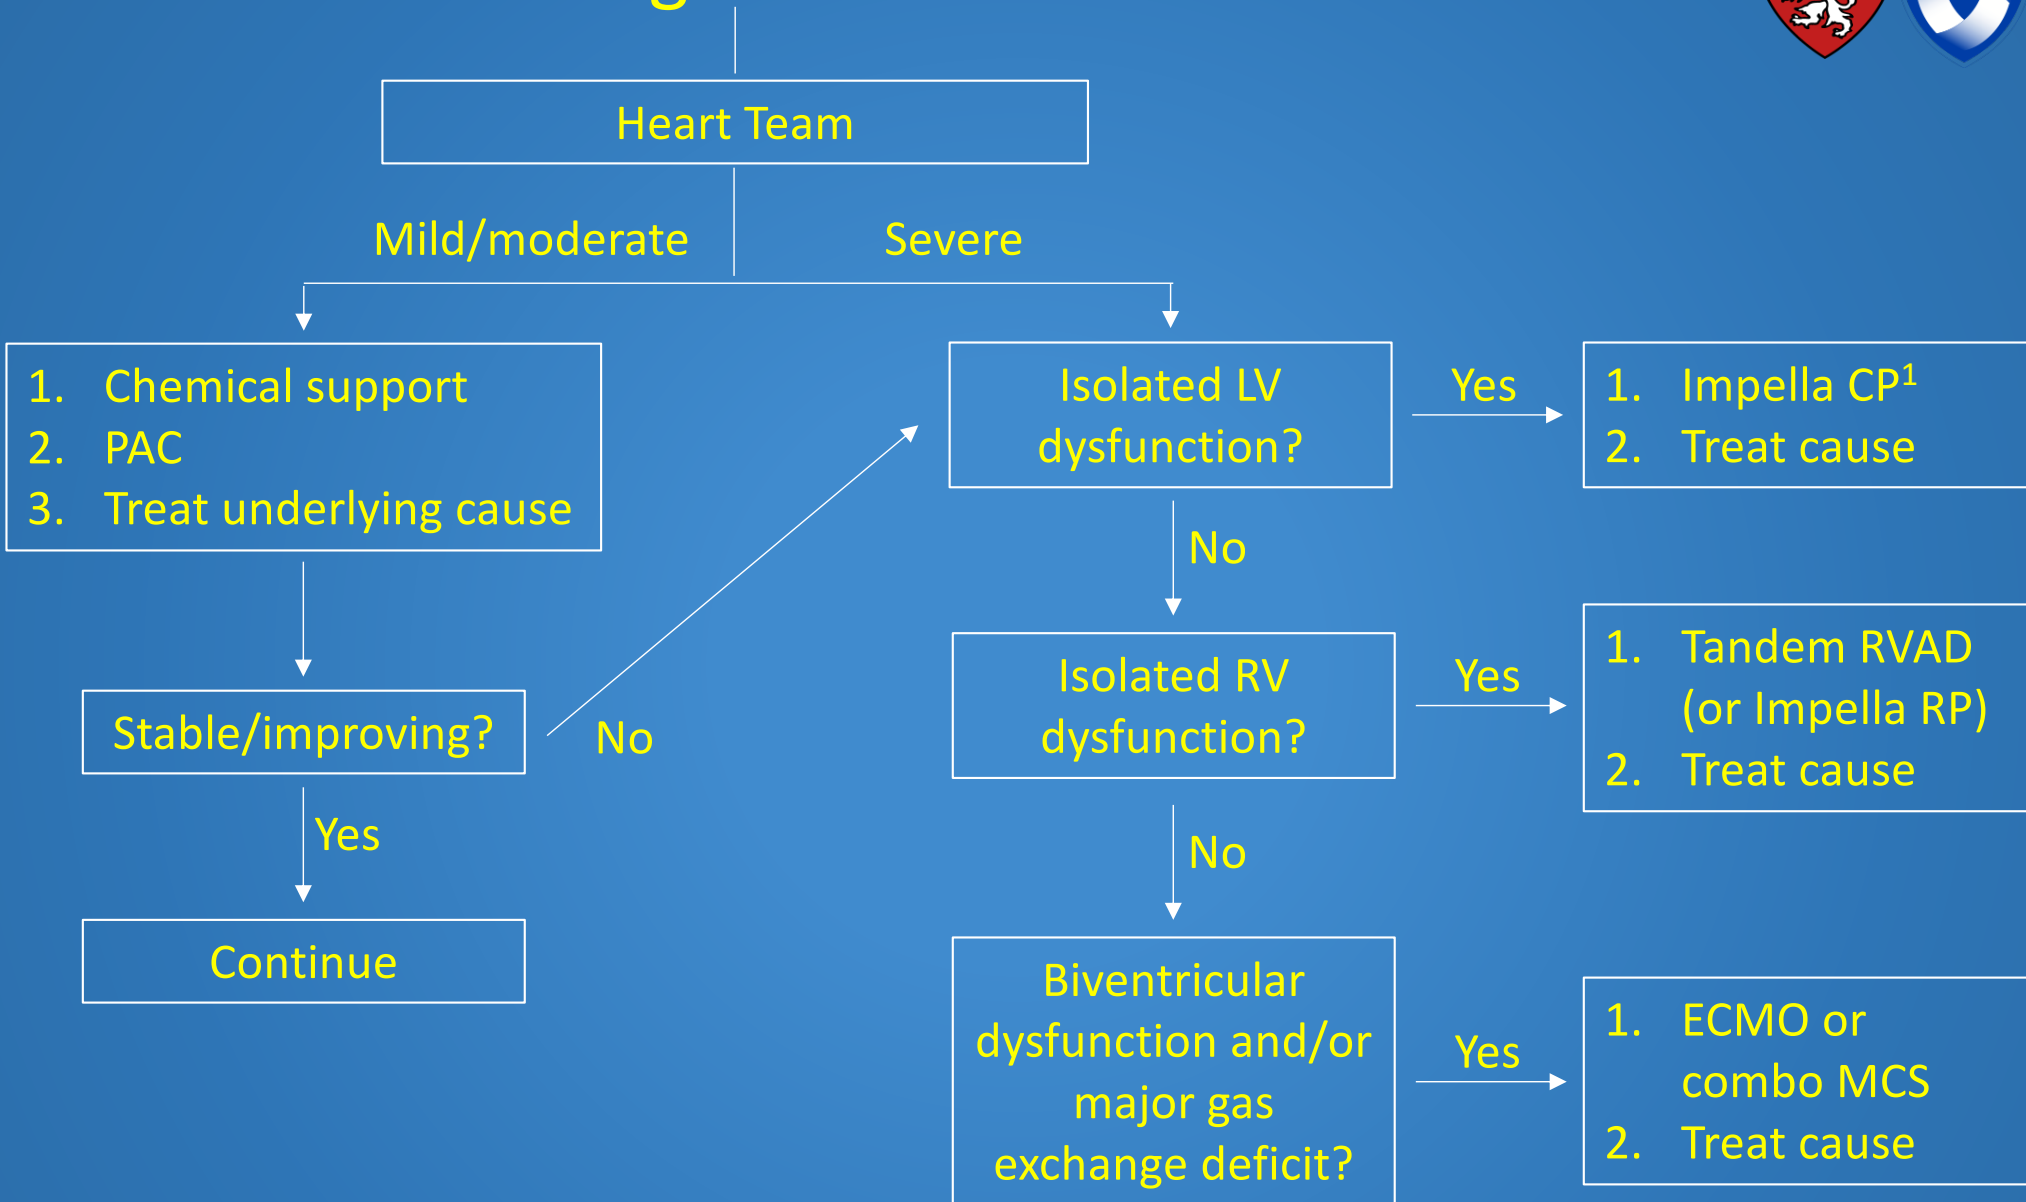 Heart Team
Mild/moderate
Severe
1. Chemical support
2. PAC
3. Treat underlying cause
Isolated LV
dysfunction?
Yes
1. Impella CP¹
2. Treat cause
No
Stable/improving?
No
Isolated RV
dysfunction?
Yes
1. Tandem RVAD
(or Impella RP)
2. Treat cause
Yes
No
Continue
Biventricular
dysfunction and/or
major gas
exchange deficit?
Yes
1. ECMO or
combo MCS
2. Treat cause